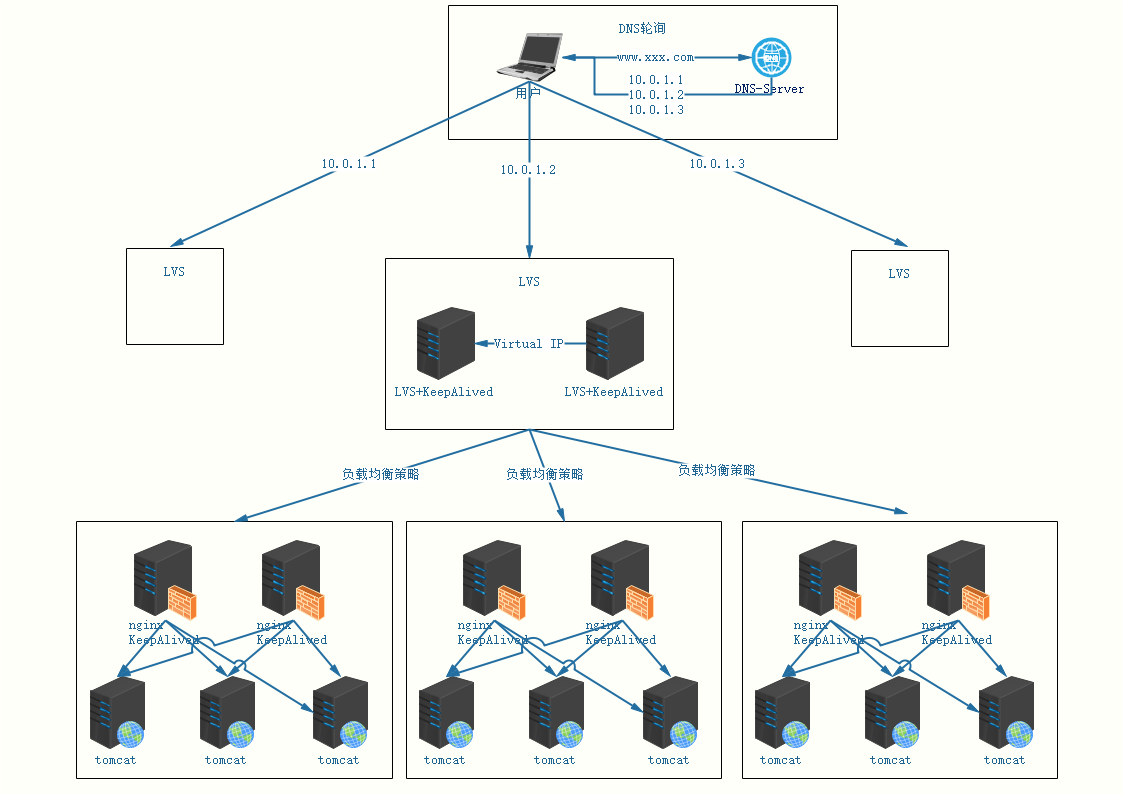 DNS轮询
www.xxx.com
10.0.1.1
10.0.1.2
10.0.1.3
用户
DNS-Server
10.0.1.1
10.0.1.2
10.0.1.3
LVS
LVS
LVS
Virtual IP
LVS+KeepAlived
LVS+KeepAlived
负载均衡策略
负载均衡策略
负载均衡策略
nginx
KeepAlived
nginx
KeepAlived
nginx
KeepAlived
nginx
KeepAlived
nginx
KeepAlived
nginx
KeepAlived
tomcat
tomcat
tomcat
tomcat
tomcat
tomcat
tomcat
tomcat
tomcat